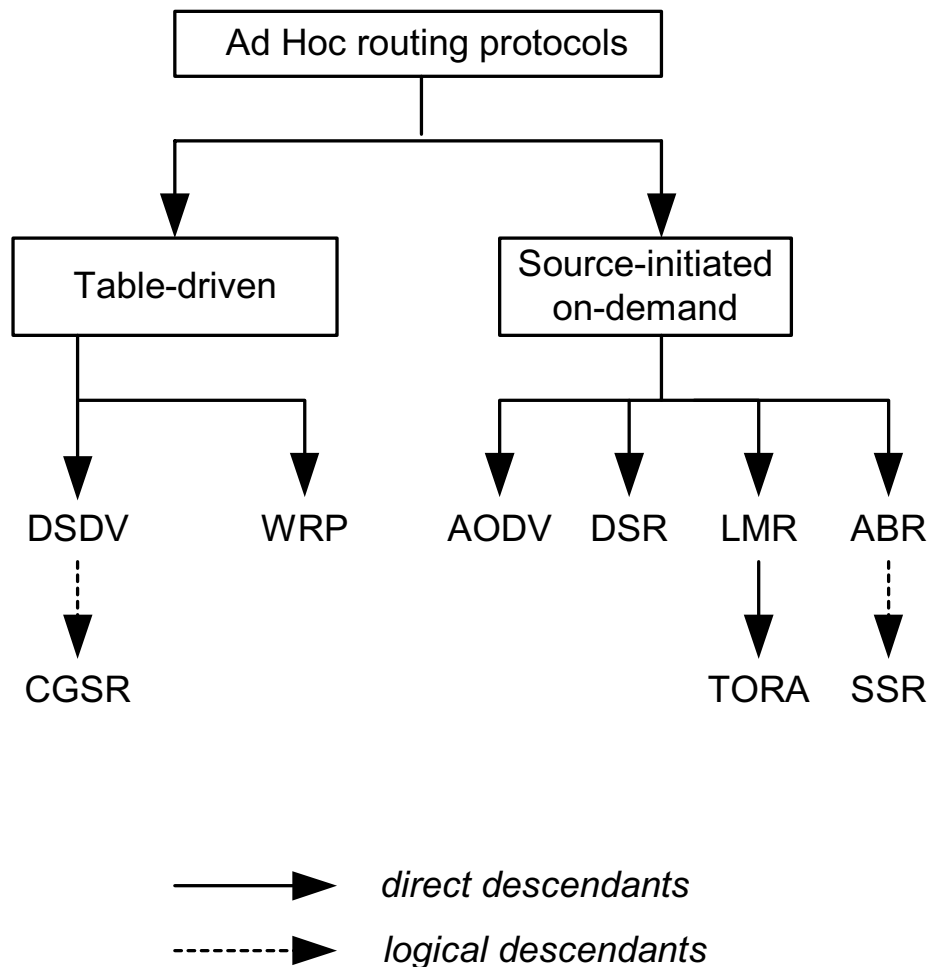 Ad Hoc routing protocols
Table-driven
Source-initiated
on-demand
DSDV
WRP
AODV
DSR
LMR
ABR
CGSR
TORA
SSR
direct descendants
logical descendants